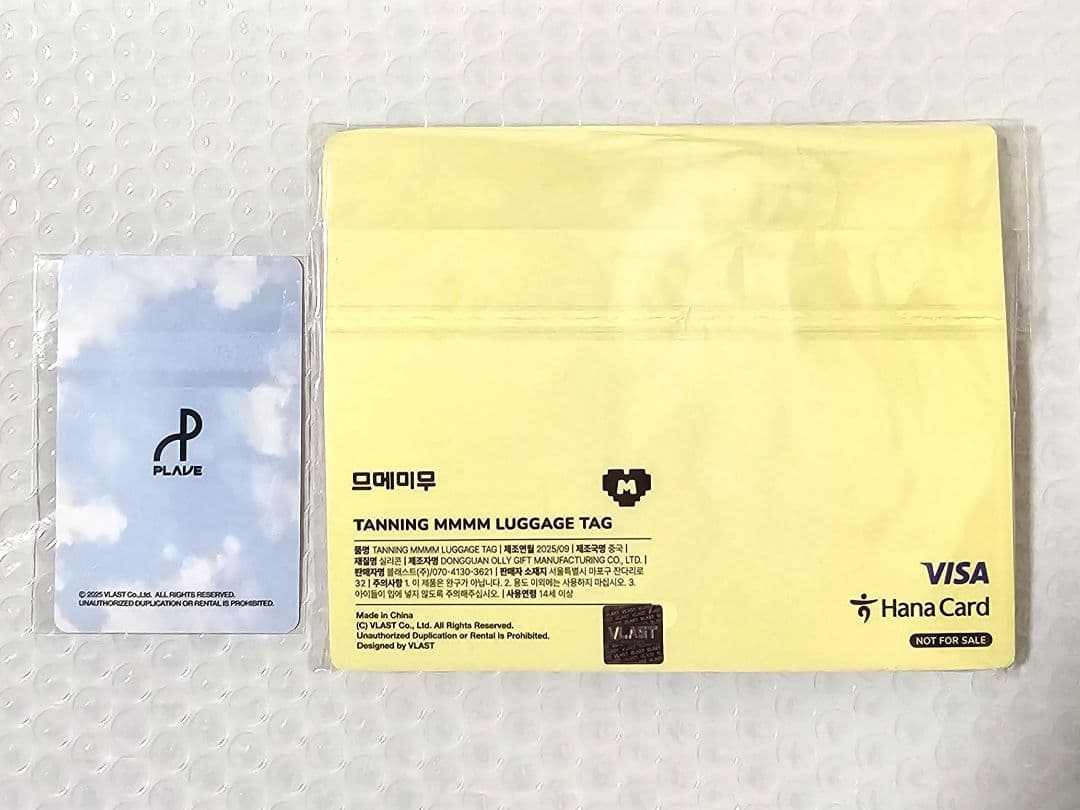 PLAVE
© 2025 VLAST Co.,Ltd. ALL RIGHTS RESERVED.
UNAUTHORIZED DUPLICATION OR RENTAL IS PROHIBITED.
므메미무
M
TANNING MMMM LUGGAGE TAG
품명 TANNING MMMM LUGGAGE TAG | 제조연월 2025/09 | 제조국명 중국 |
재질명 실리콘 | 제조자명 DONGGUAN OLLY GIFT MANUFACTURING CO., LTD. |
판매자명 블래스트(주)/070-4130-3621 | 판매자 소재지 서울특별시 마포구 잔다리로
32 | 주의사항 1. 이 제품은 완구가 아닙니다. 2. 용도 이외에는 사용하지 마십시오. 3.
아이들이 입에 넣지 않도록 주의해주십시오. | 사용연령 14세 이상
Made in China
(C) VLAST Co., Ltd. All Rights Reserved.
Unauthorized Duplication or Rental is Prohibited.
Designed by VLAST
VLAST
VISA
Hana Card
NOT FOR SALE